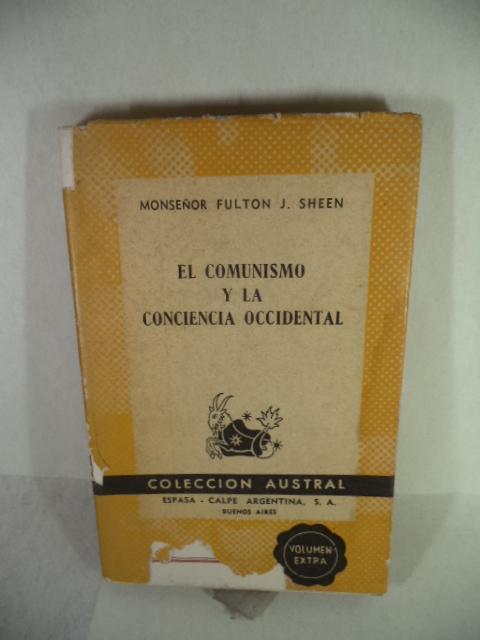 MONSEÑOR FULTON J. SHEEN
EL COMUNISMO
Y LA
CONCIENCIA OCCIDENTAL
COLECCION AUSTRAL
ESPASA - CALPE ARGENTINA, S. A.
BUENOS AIRES
VOLUMEN
EXTRA